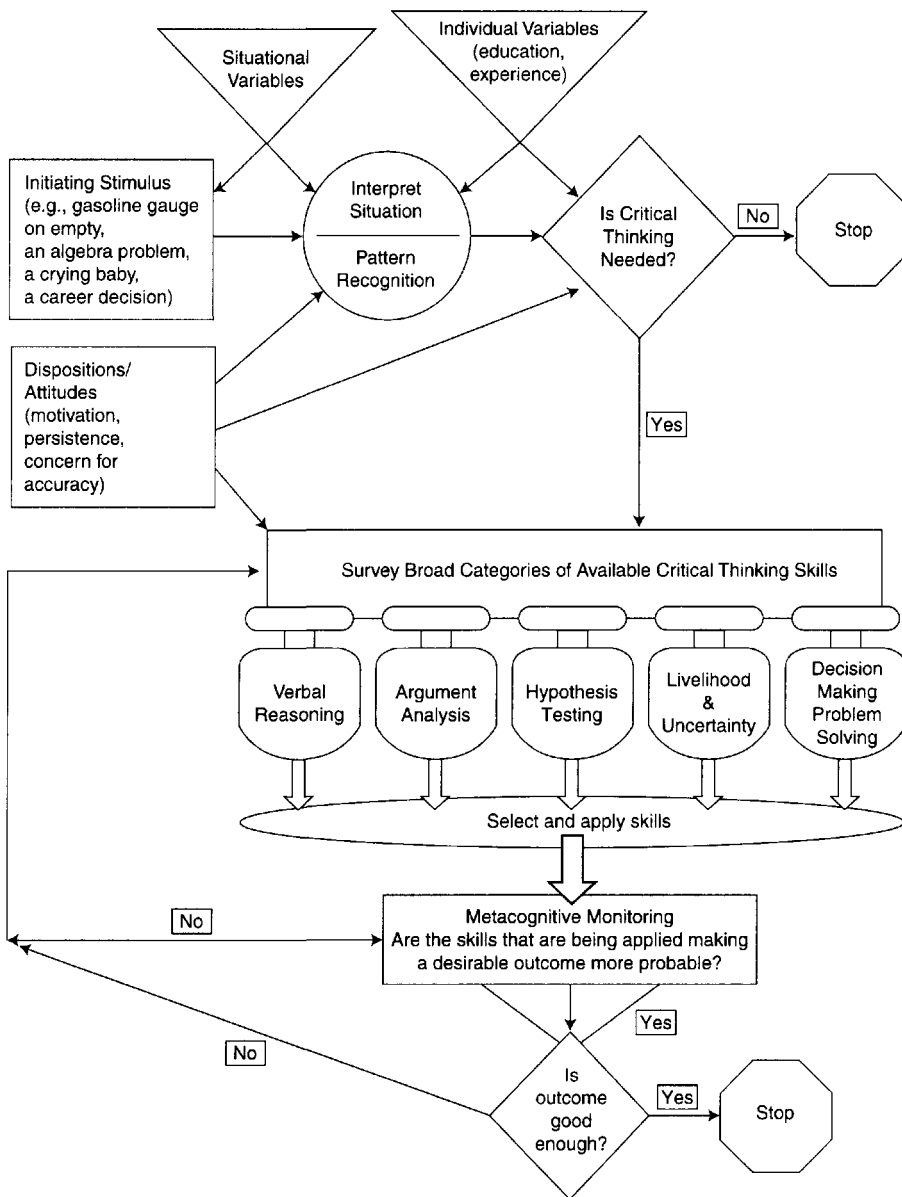 Situational
Variables
Individual Variables
(education,
experience)
Initiating Stimulus
(e.g., gasoline gauge
on empty,
an algebra problem,
a crying baby,
a career decision)
Interpret
Situation
Pattern
Recognition
Is Critical
Thinking
Needed?
No
Stop
Dispositions/
Attitudes
(motivation,
persistence,
concern for
accuracy)
Yes
Survey Broad Categories of Available Critical Thinking Skills
Verbal
Reasoning
Argument
Analysis
Hypothesis
Testing
Livelihood
&
Uncertainty
Decision
Making
Problem
Solving
Select and apply skills
Metacognitive Monitoring
Are the skills that are being applied making
a desirable outcome more probable?
No
Yes
No
Is
outcome
good
enough?
Yes
Stop